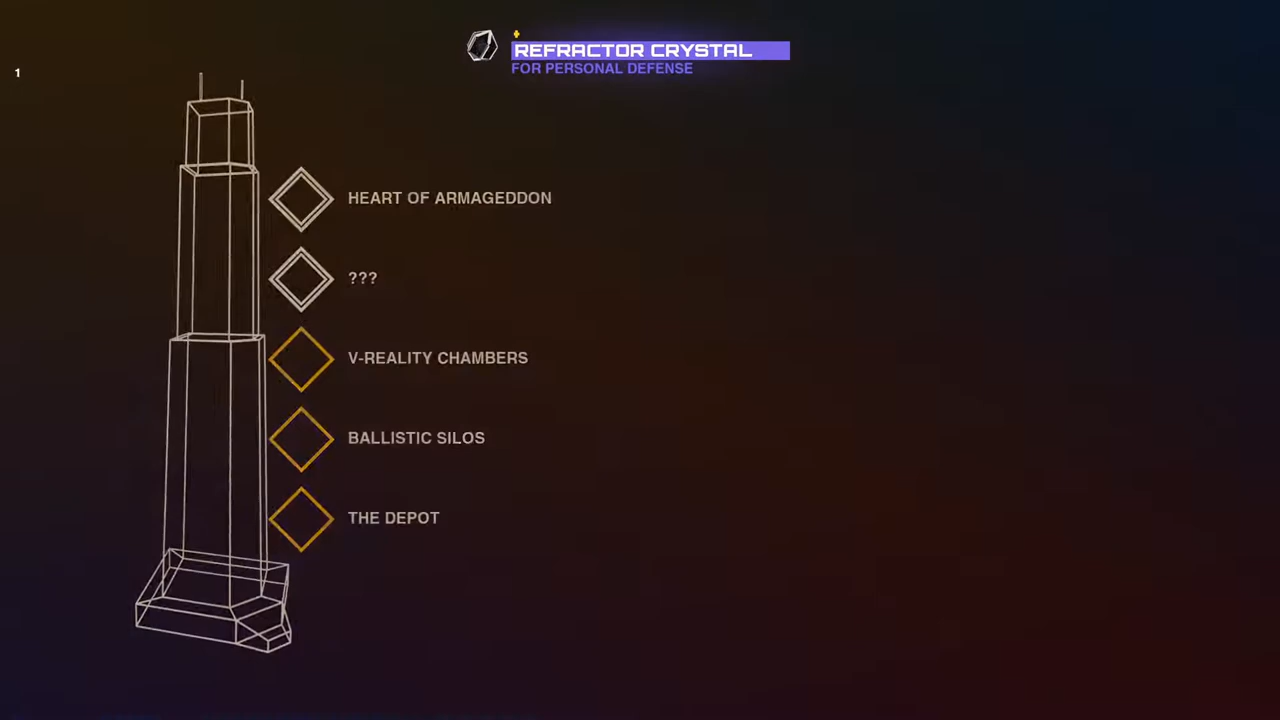 REFRACTOR CRYSTAL
FOR PERSONAL DEFENSE
1
HEART OF ARMAGEDDON
???
V-REALITY CHAMBERS
BALLISTIC SILOS
THE DEPOT